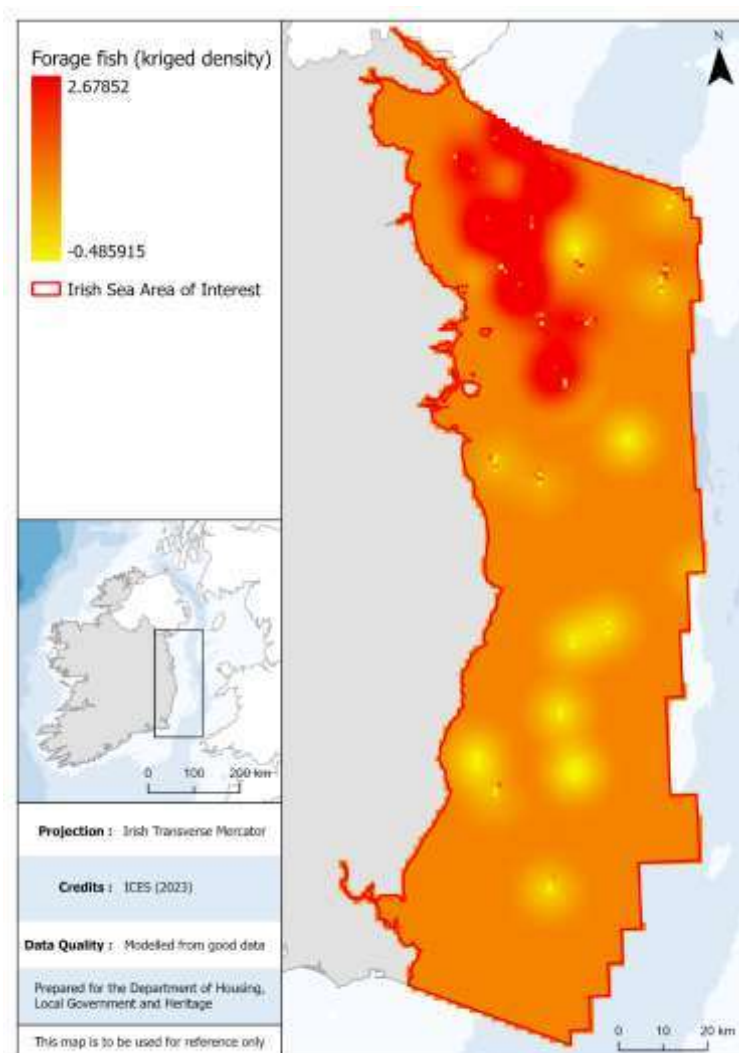 Forage fish (kriged density)
2.67852
-0.485915
Irish Sea Area of Interest
N
0 100 200 km
Projection : Irish Transverse Mercator
Credits : ICES (2023)
Data Quality : Modelled from good data
Prepared for the Department of Housing,
Local Government and Heritage
This map is to be used for reference only
0 10 20 km